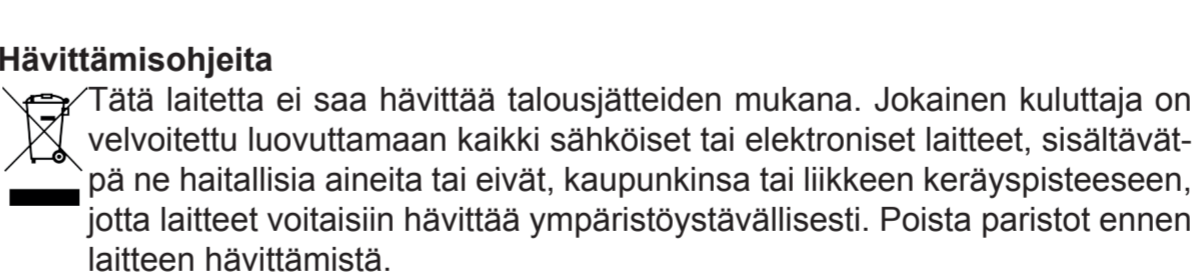 Hävittämisohjeita
Tätä laitetta ei saa hävittää talousjätteiden mukana. Jokainen kuluttaja on
velvoitettu luovuttamaan kaikki sähköiset tai elektroniset laitteet, sisältävät-
pä ne haitallisia aineita tai eivät, kaupunkinsa tai liikkeen keräyspisteeseen,
jotta laitteet voitaisiin hävittää ympäristöystävällisesti. Poista paristot ennen
laitteen hävittämistä.